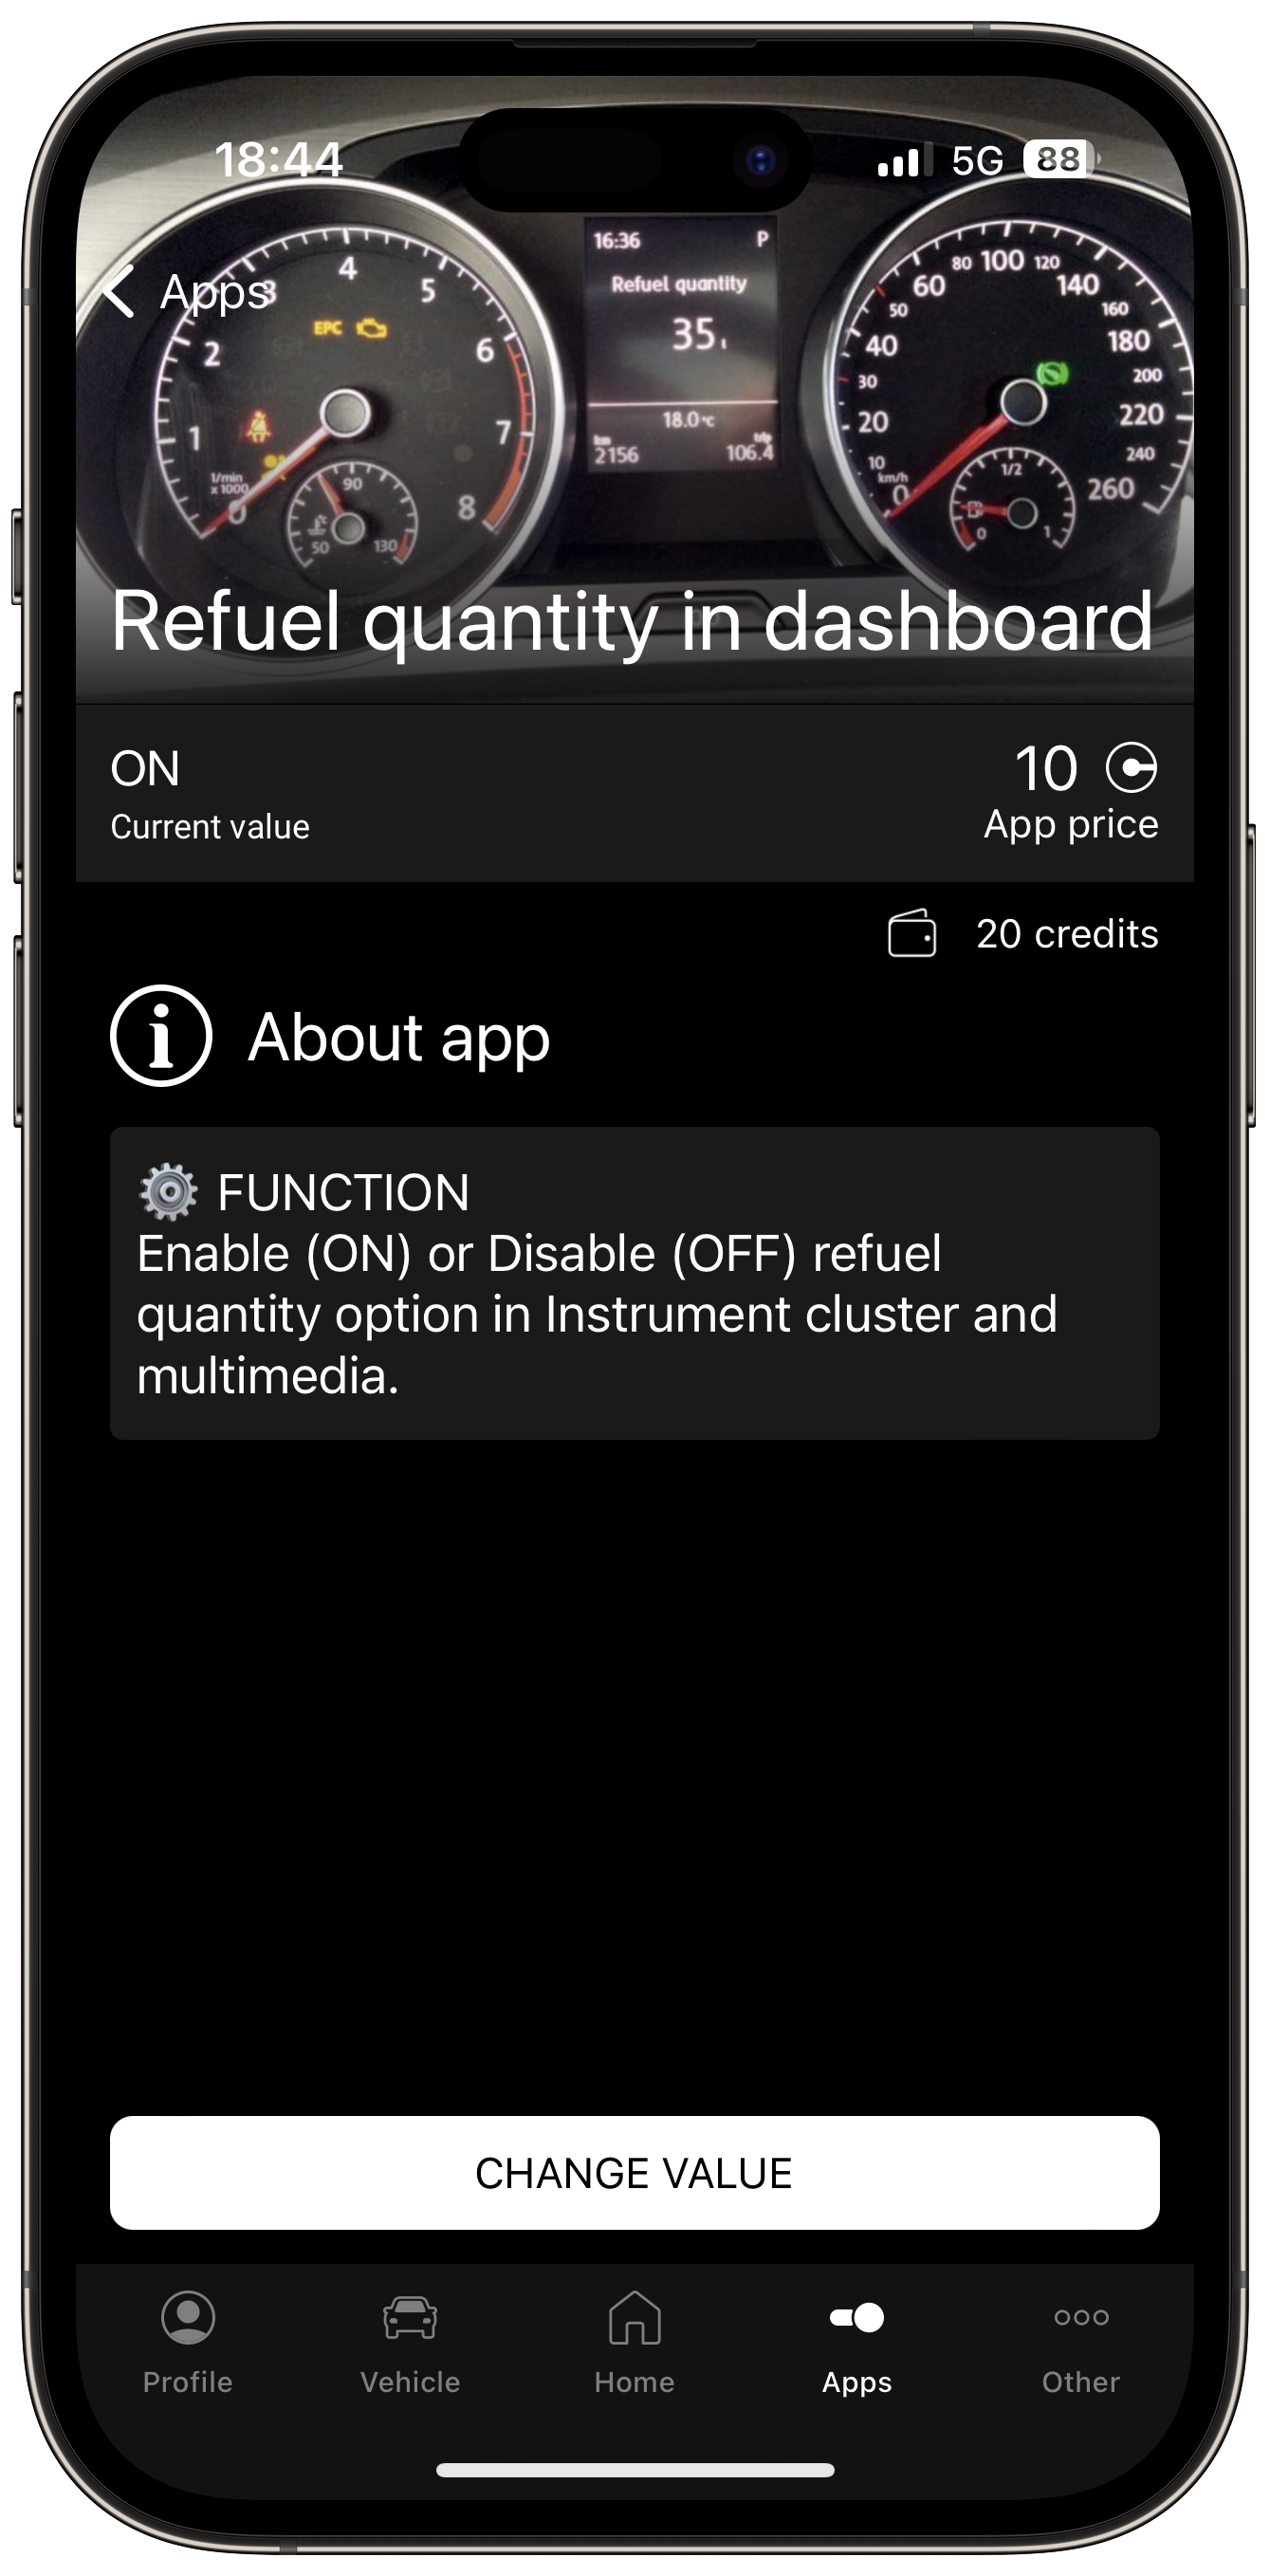 18:44
5G 88
Apps
16:36 P
Refuel quantity
35 l
18.0 °C
km trip
2156 106.4
1 2 3 4 5 6 7 8
EPC
1/min
x 1000
0
50 90 130
0 10 20 30 40 50 60 80 100 120 140 160 180 200 220 240 260
km/h
0 1/2 1
Refuel quantity in dashboard
ON
10
Current value
App price
20 credits
i About app
FUNCTION
Enable (ON) or Disable (OFF) refuel
quantity option in Instrument cluster and
multimedia.
CHANGE VALUE
Profile Vehicle Home Apps Other